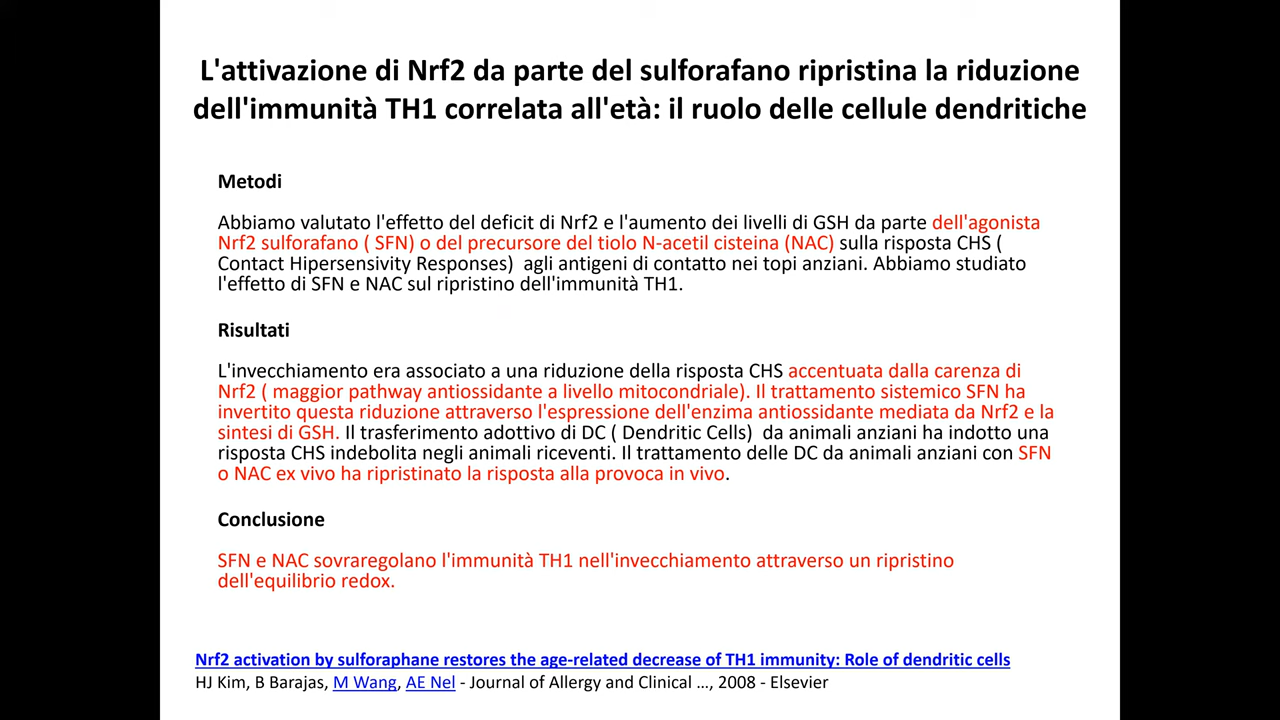 L'attivazione di Nrf2 da parte del sulforafano ripristina la riduzione
dell'immunità TH1 correlata all'età: il ruolo delle cellule dendritiche
Metodi
Abbiamo valutato l'effetto del deficit di Nrf2 e l'aumento dei livelli di GSH da parte dell'agonista
Nrf2 sulforafano ( SFN) o del precursore del tiolo N-acetil cisteina (NAC) sulla risposta CHS (
Contact Hipersensivity Responses)  agli antigeni di contatto nei topi anziani. Abbiamo studiato
l'effetto di SFN e NAC sul ripristino dell'immunità TH1.
Risultati
L'invecchiamento era associato a una riduzione della risposta CHS accentuata dalla carenza di
Nrf2 ( maggior pathway antiossidante a livello mitocondriale). Il trattamento sistemico SFN ha
invertito questa riduzione attraverso l'espressione dell'enzima antiossidante mediata da Nrf2 e la
sintesi di GSH. Il trasferimento adottivo di DC ( Dendritic Cells)  da animali anziani ha indotto una
risposta CHS indebolita negli animali riceventi. Il trattamento delle DC da animali anziani con SFN
o NAC ex vivo ha ripristinato la risposta alla provoca in vivo.
Conclusione
SFN e NAC sovraregolano l'immunità TH1 nell'invecchiamento attraverso un ripristino
dell'equilibrio redox.
Nrf2 activation by sulforaphane restores the age-related decrease of TH1 immunity: Role of dendritic cells
HJ Kim, B Barajas, M Wang, AE Nel - Journal of Allergy and Clinical …, 2008 - Elsevier